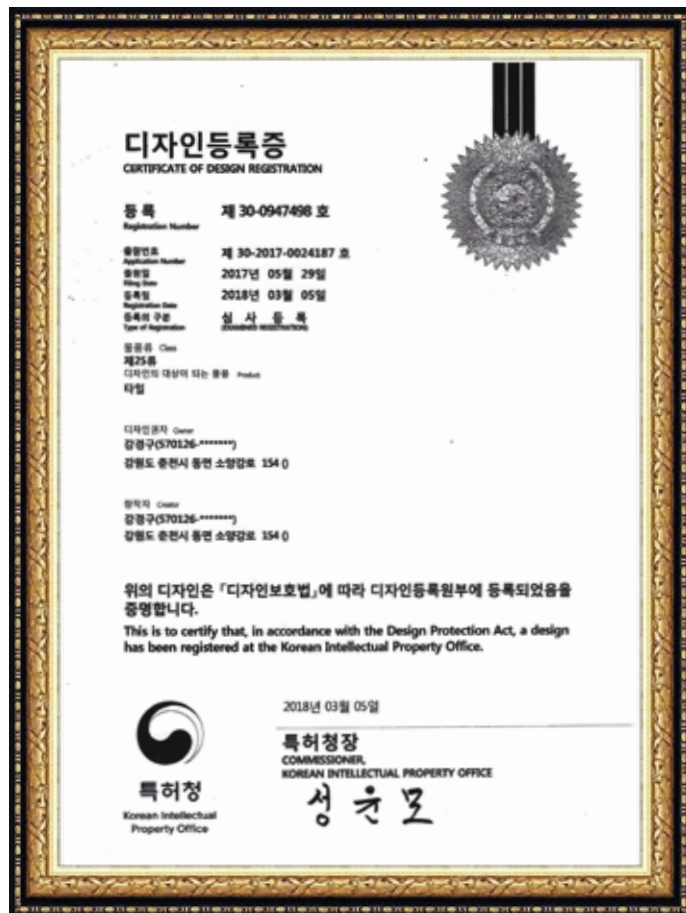 디자인등록증
CERTIFICATE OF DESIGN REGISTRATION
등 록 제 30-0947498 호
Registration Number
출원번호 제 30-2017-0024187 호
Application Number
출원일 2017년 05월 29일
Filing Date
등록일 2018년 03월 05일
Registration Date
등록의 구분 심 사 등 록
Type of Registration (EXAMINED REGISTRATION)
물품류 Class
제25류
디자인의 대상이 되는 물품 Product
타일
디자인권자 Owner
강경구(570126-*******)
강원도 춘천시 동면 소양강로 154 ()
창작자 Creator
강경구(570126-*******)
강원도 춘천시 동면 소양강로 154 ()
위의 디자인은 「디자인보호법」에 따라 디자인등록원부에 등록되었음을
증명합니다.
This is to certify that, in accordance with the Design Protection Act, a design
has been registered at the Korean Intellectual Property Office.
2018년 03월 05일
특허청장
COMMISSIONER,
KOREAN INTELLECTUAL PROPERTY OFFICE
성윤모
특허청
Korean Intellectual
Property Office